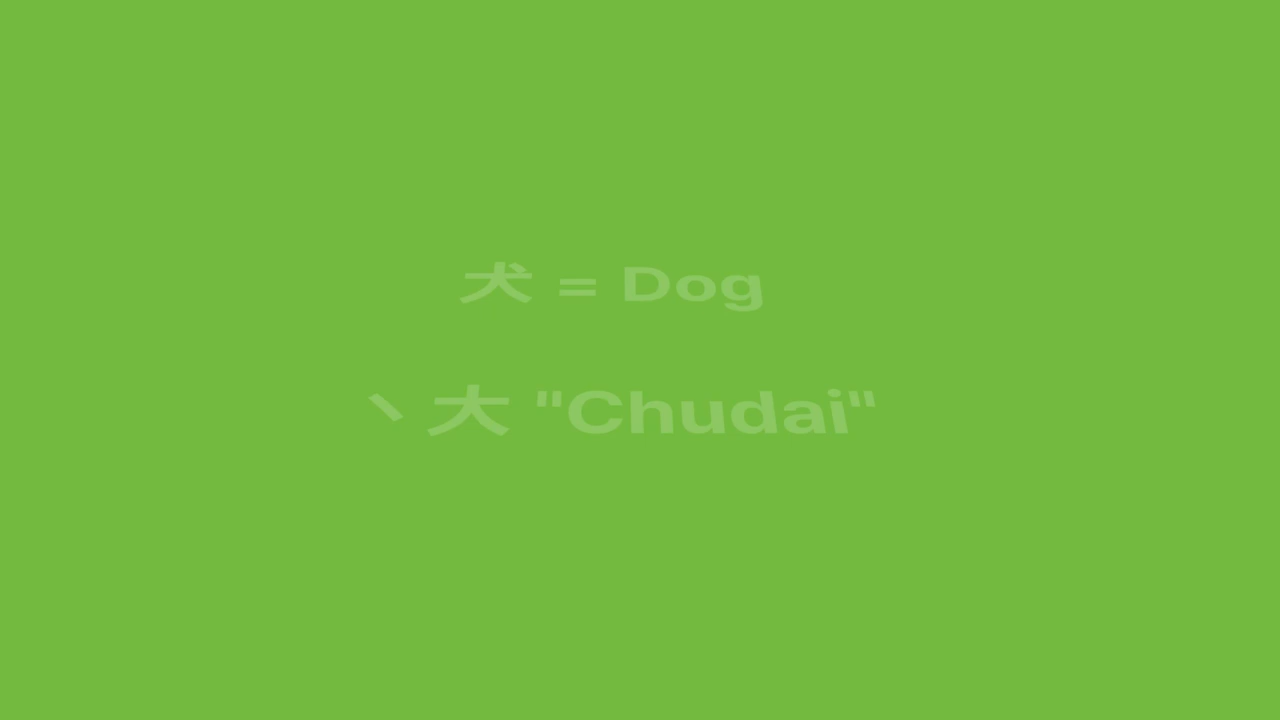 犬 = Dog
丶大 "Chudai"